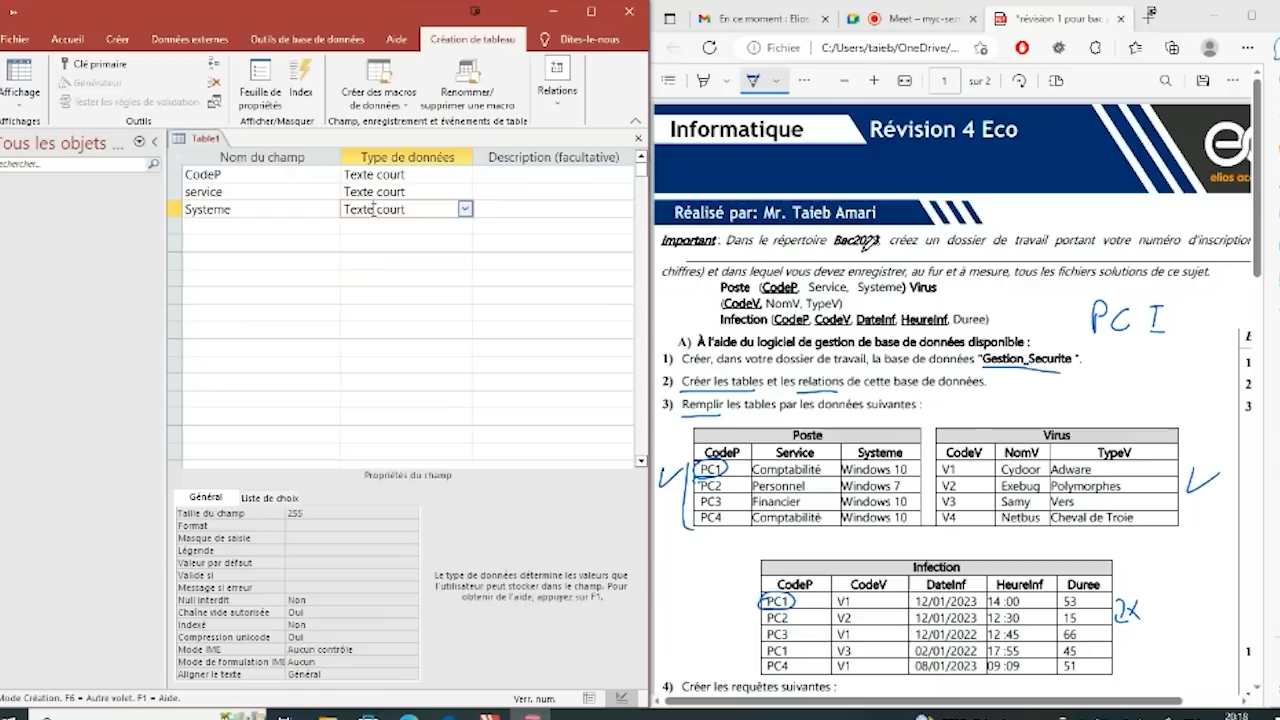 En ce moment : Elios
Meet – myc-sez
*révision 1 pour bac
Fichier
Accueil
Créer
Données externes
Outils de base de données
Aide
Création de tableau
Dites-le-nous
Fichier
C:/Users/taieb/OneDrive/...
Affichage
Clé primaire
Générateur
Tester les règles de validation
Feuille de propriétés
Index
Créer des macros de données
Renommer/ supprimer une macro
Relations
1
sur 2
Affichages
Outils
Afficher/Masquer
Champ, enregistrement et événements de table
Tous les objets ...
Rechercher...
Table1
Nom du champ
Type de données
Description (facultative)
CodeP
Texte court
service
Texte court
Systeme
Texte court
Propriétés du champ
Général
Liste de choix
Taille du champ
255
Format
Masque de saisie
Légende
Valeur par défaut
Valide si
Message si erreur
Null interdit
Non
Chaîne vide autorisée
Oui
Indexé
Non
Compression unicode
Oui
Mode IME
Aucun contrôle
Mode de formulation IME
Aucun
Aligner le texte
Général
Le type de données détermine les valeurs que
l'utilisateur peut stocker dans le champ. Pour
obtenir de l'aide, appuyez sur F1.
Mode Création. F6 = Autre volet. F1 = Aide.
Verr. num.
Informatique
Révision 4 Eco
elios
Réalisé par: Mr. Taieb Amari
Important : Dans le répertoire Bac2023, créez un dossier de travail portant votre numéro d'inscription
chiffres) et dans lequel vous devez enregistrer, au fur et à mesure, tous les fichiers solutions de ce sujet.
Poste (CodeP, Service, Systeme) Virus
(CodeV, NomV, TypeV)
Infection (CodeP, CodeV, DateInf, HeureInf, Duree)
PC I
A) À l'aide du logiciel de gestion de base de données disponible :
1) Créer, dans votre dossier de travail, la base de données "Gestion_Securite ".
1
2) Créer les tables et les relations de cette base de données.
2
3) Remplir les tables par les données suivantes :
3
Poste
CodeP Service Systeme
PC1 Comptabilité Windows 10
PC2 Personnel Windows 7
PC3 Financier Windows 10
PC4 Comptabilité Windows 10
Virus
CodeV NomV TypeV
V1 Cydoor Adware
V2 Exebug Polymorphes
V3 Samy Vers
V4 Netbus Cheval de Troie
Infection
CodeP CodeV DateInf HeureInf Duree
PC1 V1 12/01/2023 14 :00 53
PC2 V2 12/01/2023 12 :30 15
PC3 V1 12/01/2022 12 :45 66
PC1 V3 02/01/2022 17 :55 45
PC4 V1 08/01/2023 09 :09 51
2x
1
4) Créer les requêtes suivantes :
20:18